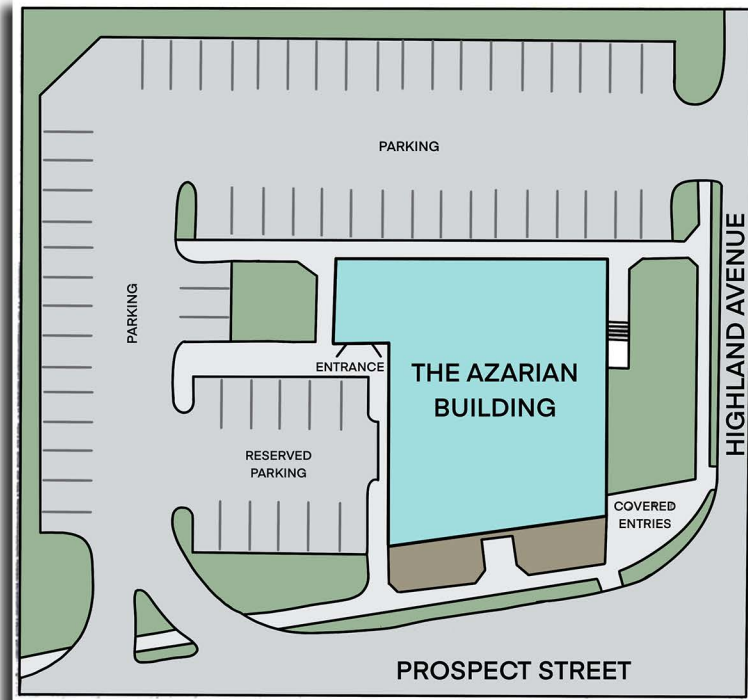 PARKING
HIGHLAND AVENUE
PARKING
ENTRANCE
THE AZARIAN
BUILDING
RESERVED
PARKING
COVERED
ENTRIES
PROSPECT STREET